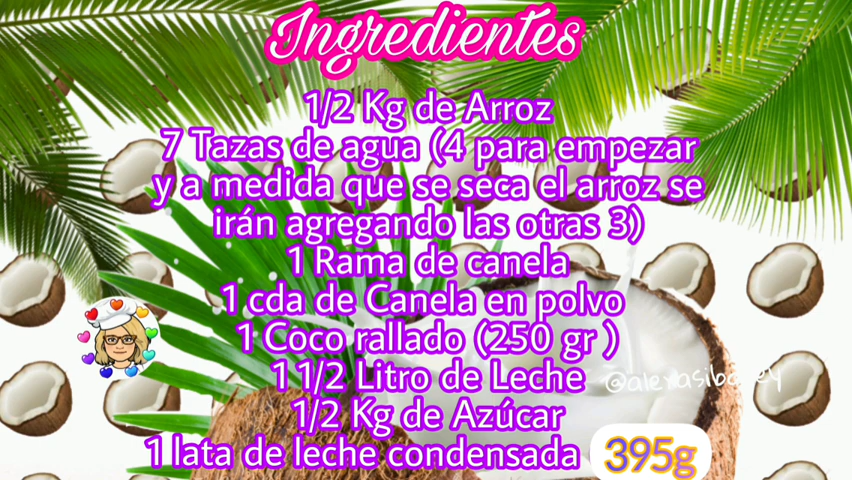 Ingredientes
1/2 Kg de Arroz
7 Tazas de agua (4 para empezar
y a medida que se seca el arroz se
irán agregando las otras 3)
1 Rama de canela
1 cda de Canela en polvo
1 Coco rallado (250 gr )
1 1/2 Litro de Leche
1/2 Kg de Azúcar
1 lata de leche condensada 395g